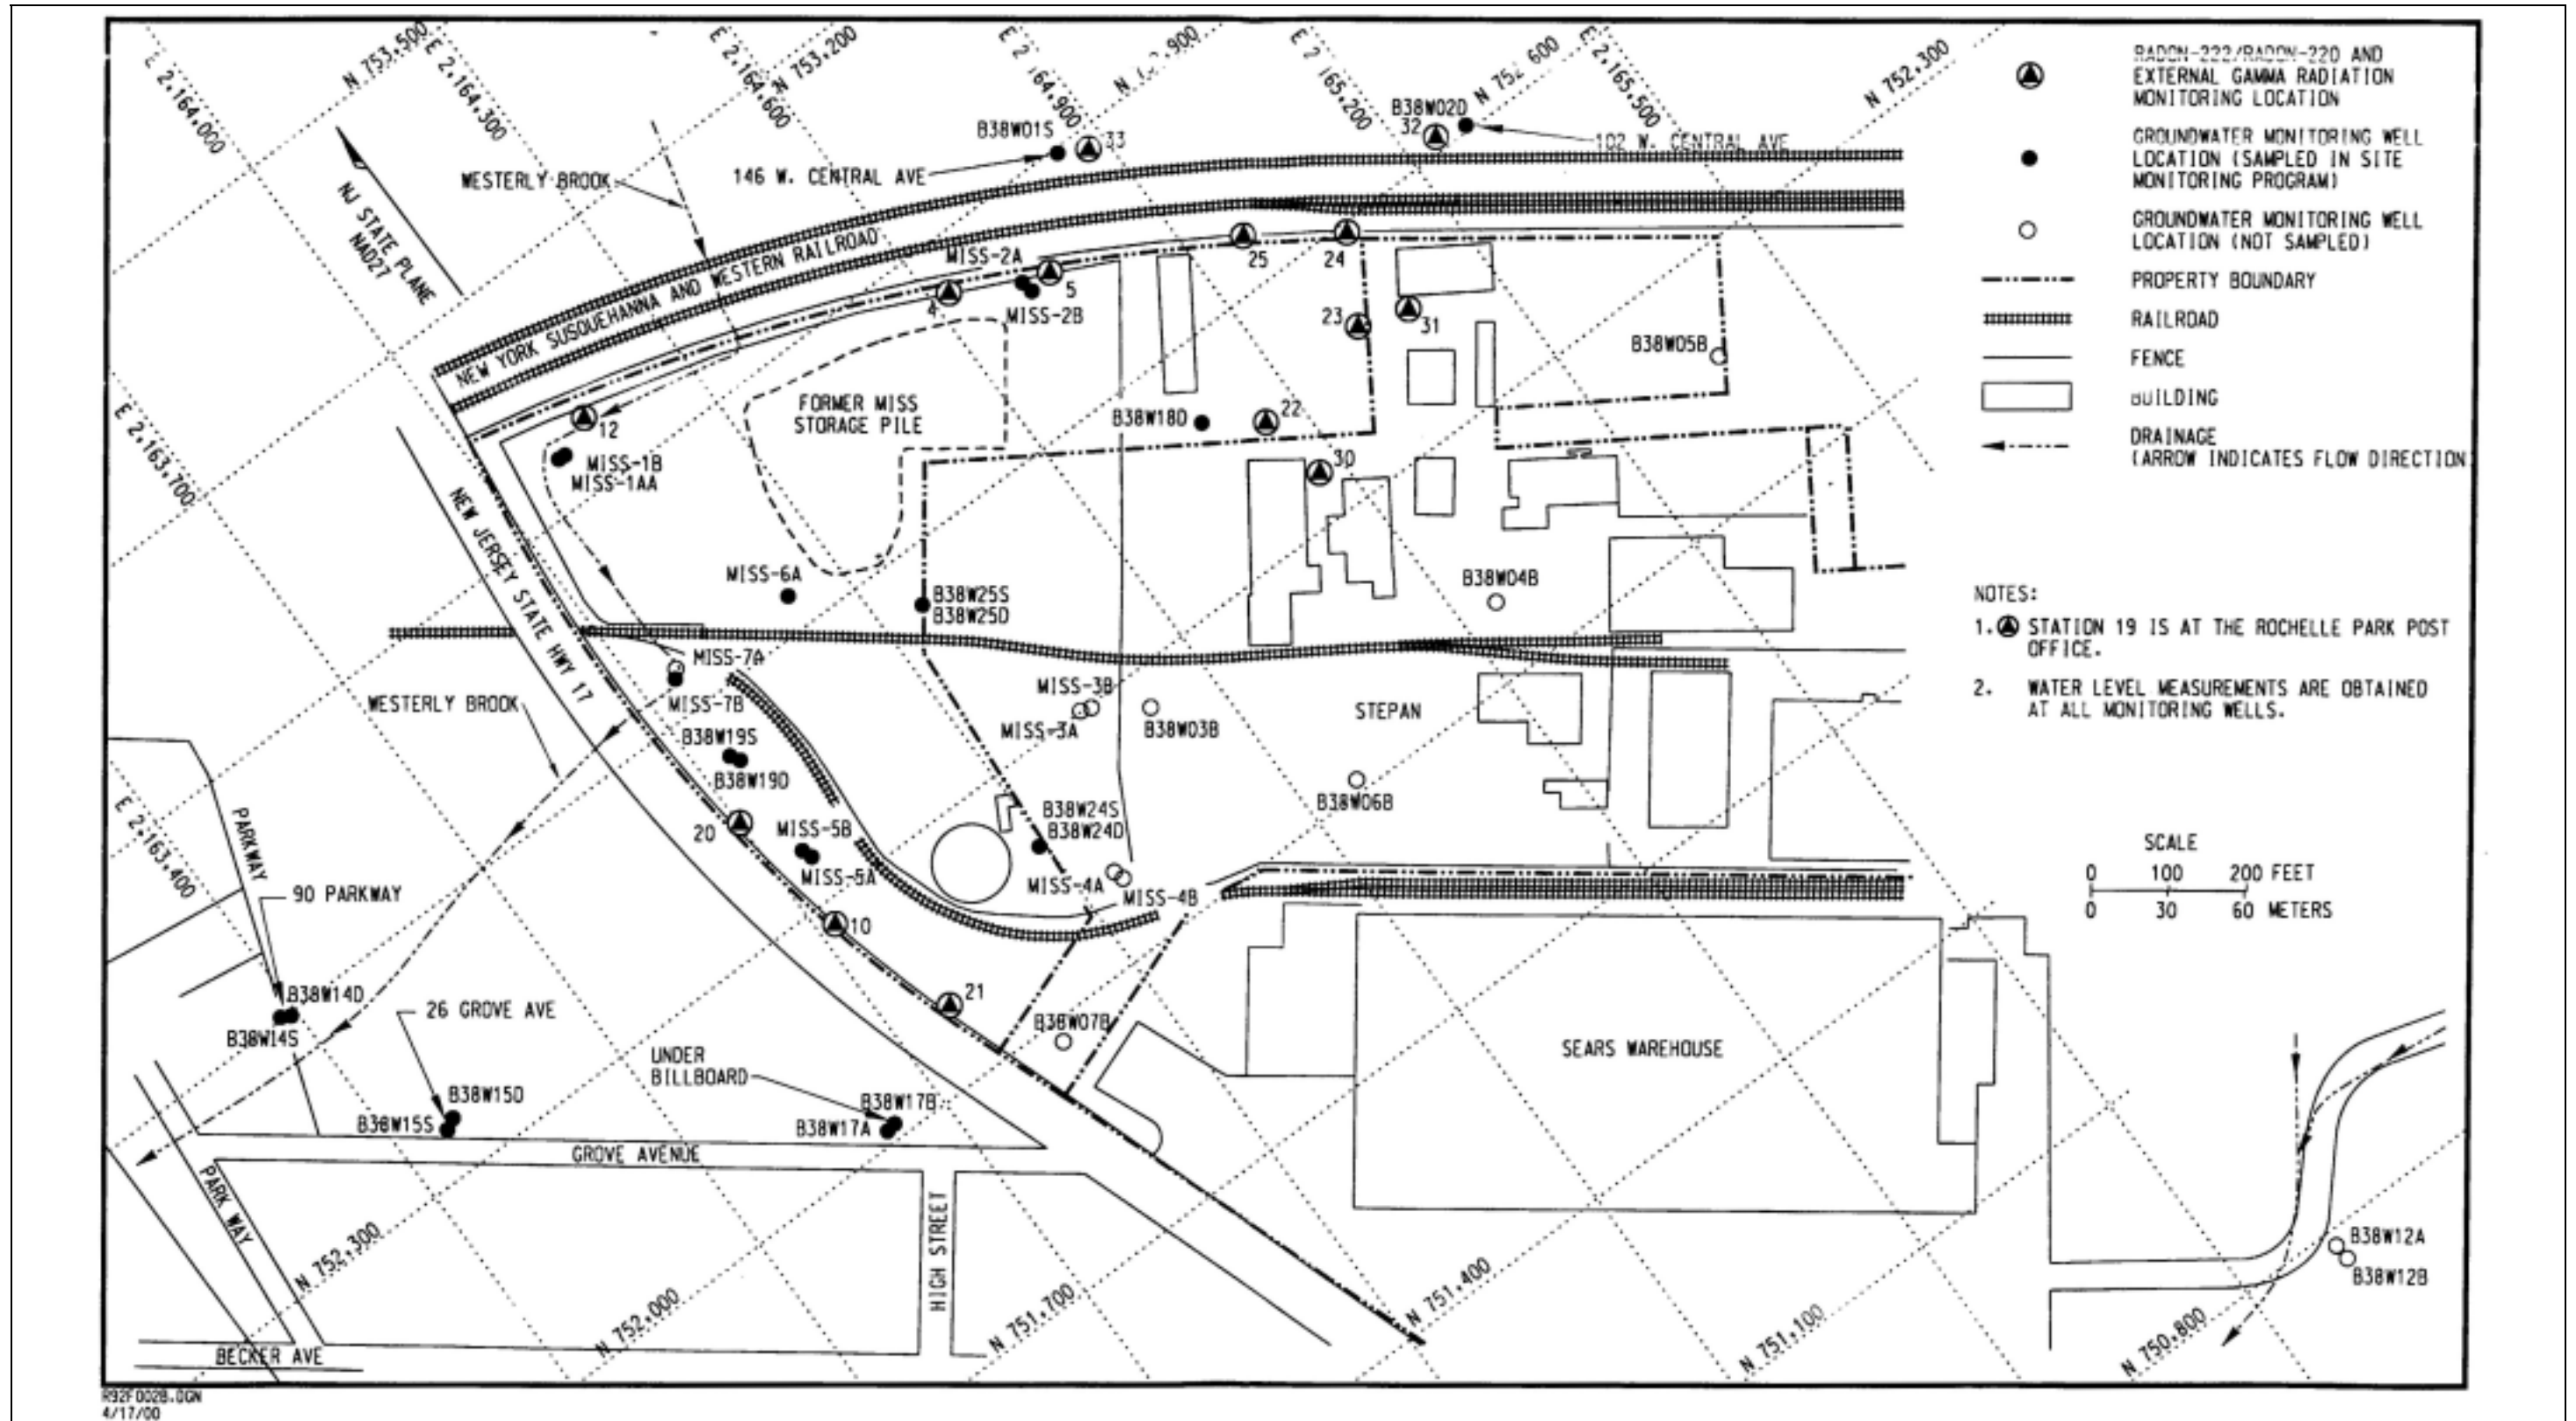 E 2,164,000
N 753,500
E 2,164,300
E 2,164,600
N 753,200
E 2,164,900
E 2,165,200
N 752,600
E 2,165,500
N 752,300
E 2,163,700
E 2,163,400
NJ STATE PLANE
NAD27
WESTERLY BROOK
B38W01S
33
146 W. CENTRAL AVE
B38W02D
32
102 W. CENTRAL AVE
NEW YORK SUSQUEHANNA AND WESTERN RAILROAD
MISS-2A
4
5
MISS-2B
25
24
23
31
B38W05B
FORMER MISS
STORAGE PILE
B38W18D
22
12
MISS-1B
MISS-1AA
30
NEW JERSEY STATE HWY 17
MISS-6A
B38W25S
B38W25D
B38W04B
MISS-7A
MISS-7B
WESTERLY BROOK
MISS-3B
MISS-3A
B38W03B
STEPAN
B38W19S
B38W19D
B38W06B
20
MISS-5B
MISS-5A
B38W24S
B38W24D
MISS-4A
MISS-4B
PARKWAY
90 PARKWAY
10
21
B38W14D
B38W14S
26 GROVE AVE
B38W07B
UNDER
BILLBOARD
SEARS WAREHOUSE
B38W15D
B38W15S
B38W17B
B38W17A
GROVE AVENUE
PARK WAY
HIGH STREET
BECKER AVE
N 752,300
N 752,000
N 751,700
N 751,400
N 751,100
N 750,800
B38W12A
B38W12B
RADON-222/RADON-220 AND
EXTERNAL GAMMA RADIATION
MONITORING LOCATION
GROUNDWATER MONITORING WELL
LOCATION (SAMPLED IN SITE
MONITORING PROGRAM)
GROUNDWATER MONITORING WELL
LOCATION (NOT SAMPLED)
PROPERTY BOUNDARY
RAILROAD
FENCE
BUILDING
DRAINAGE
(ARROW INDICATES FLOW DIRECTION
NOTES:
1. STATION 19 IS AT THE ROCHELLE PARK POST
OFFICE.
2. WATER LEVEL MEASUREMENTS ARE OBTAINED
AT ALL MONITORING WELLS.
SCALE
0 100 200 FEET
0 30 60 METERS
R92F002B.DGN
4/17/00